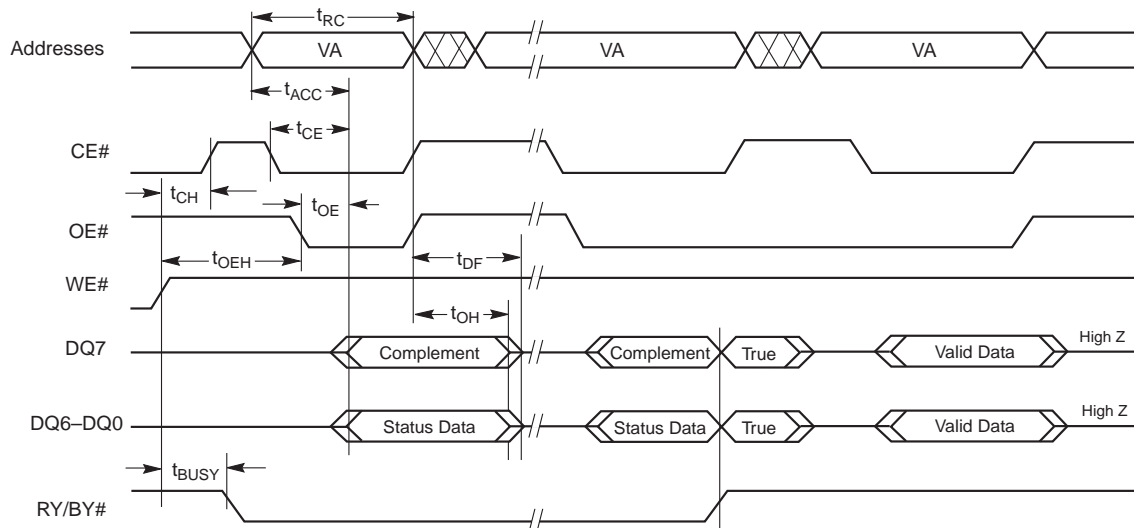 tRC
Addresses VA VA VA
tACC
tCE
CE#
tCH tOE
OE#
tOEH tDF
WE#
tOH
DQ7 Complement Complement True Valid Data High Z
DQ6–DQ0 Status Data Status Data True Valid Data High Z
tBUSY
RY/BY#